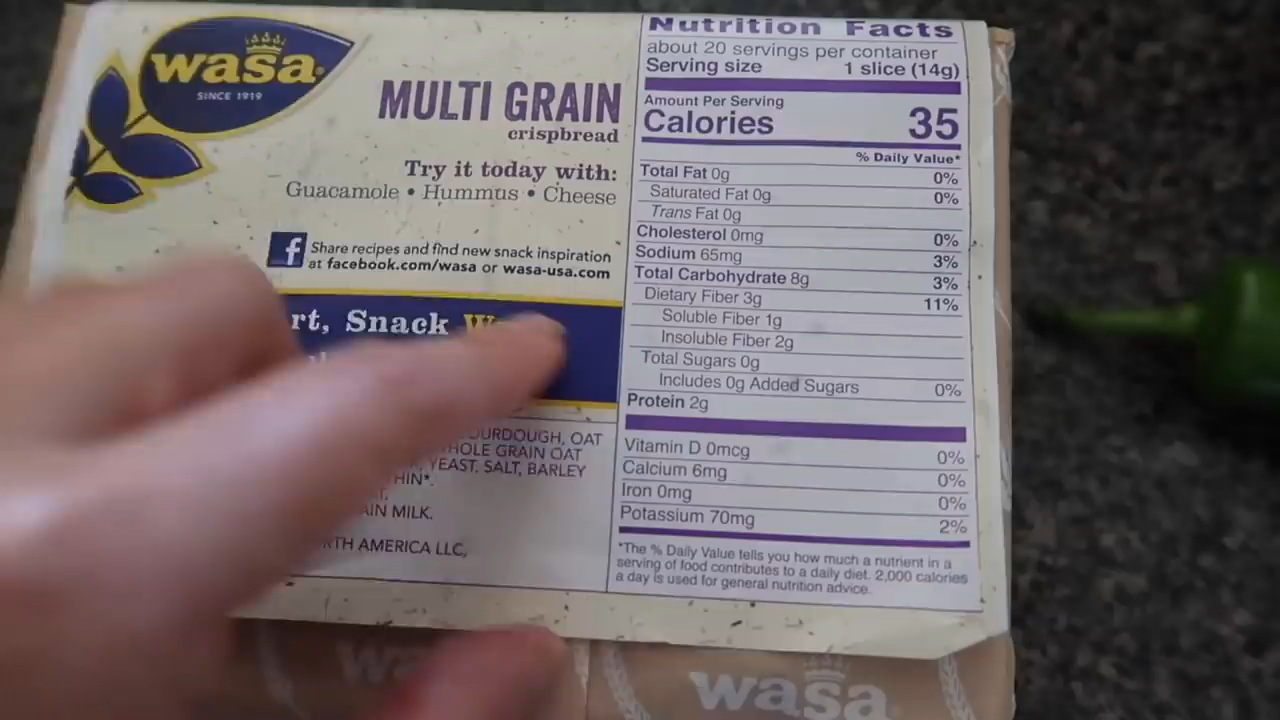 wasa
SINCE 1919
MULTI GRAIN
crispbread
Try it today with:
Guacamole • Hummus • Cheese
f Share recipes and find new snack inspiration
at facebook.com/wasa or wasa-usa.com
Snack
OAT
GRAIN OAT
YEAST, SALT, BARLEY
MILK.
AMERICA LLC,
Nutrition Facts
about 20 servings per container
Serving size 1 slice (14g)
Amount Per Serving
Calories 35
% Daily Value*
Total Fat 0g 0%
Saturated Fat 0g 0%
Trans Fat 0g
Cholesterol 0mg 0%
Sodium 65mg 3%
Total Carbohydrate 8g 3%
Dietary Fiber 3g 11%
Soluble Fiber 1g
Insoluble Fiber 2g
Total Sugars 0g
Includes 0g Added Sugars 0%
Protein 2g
Vitamin D 0mcg 0%
Calcium 6mg 0%
Iron 0mg 0%
Potassium 70mg 2%
*The % Daily Value tells you how much a nutrient in a
serving of food contributes to a daily diet. 2,000 calories
a day is used for general nutrition advice.
wasa